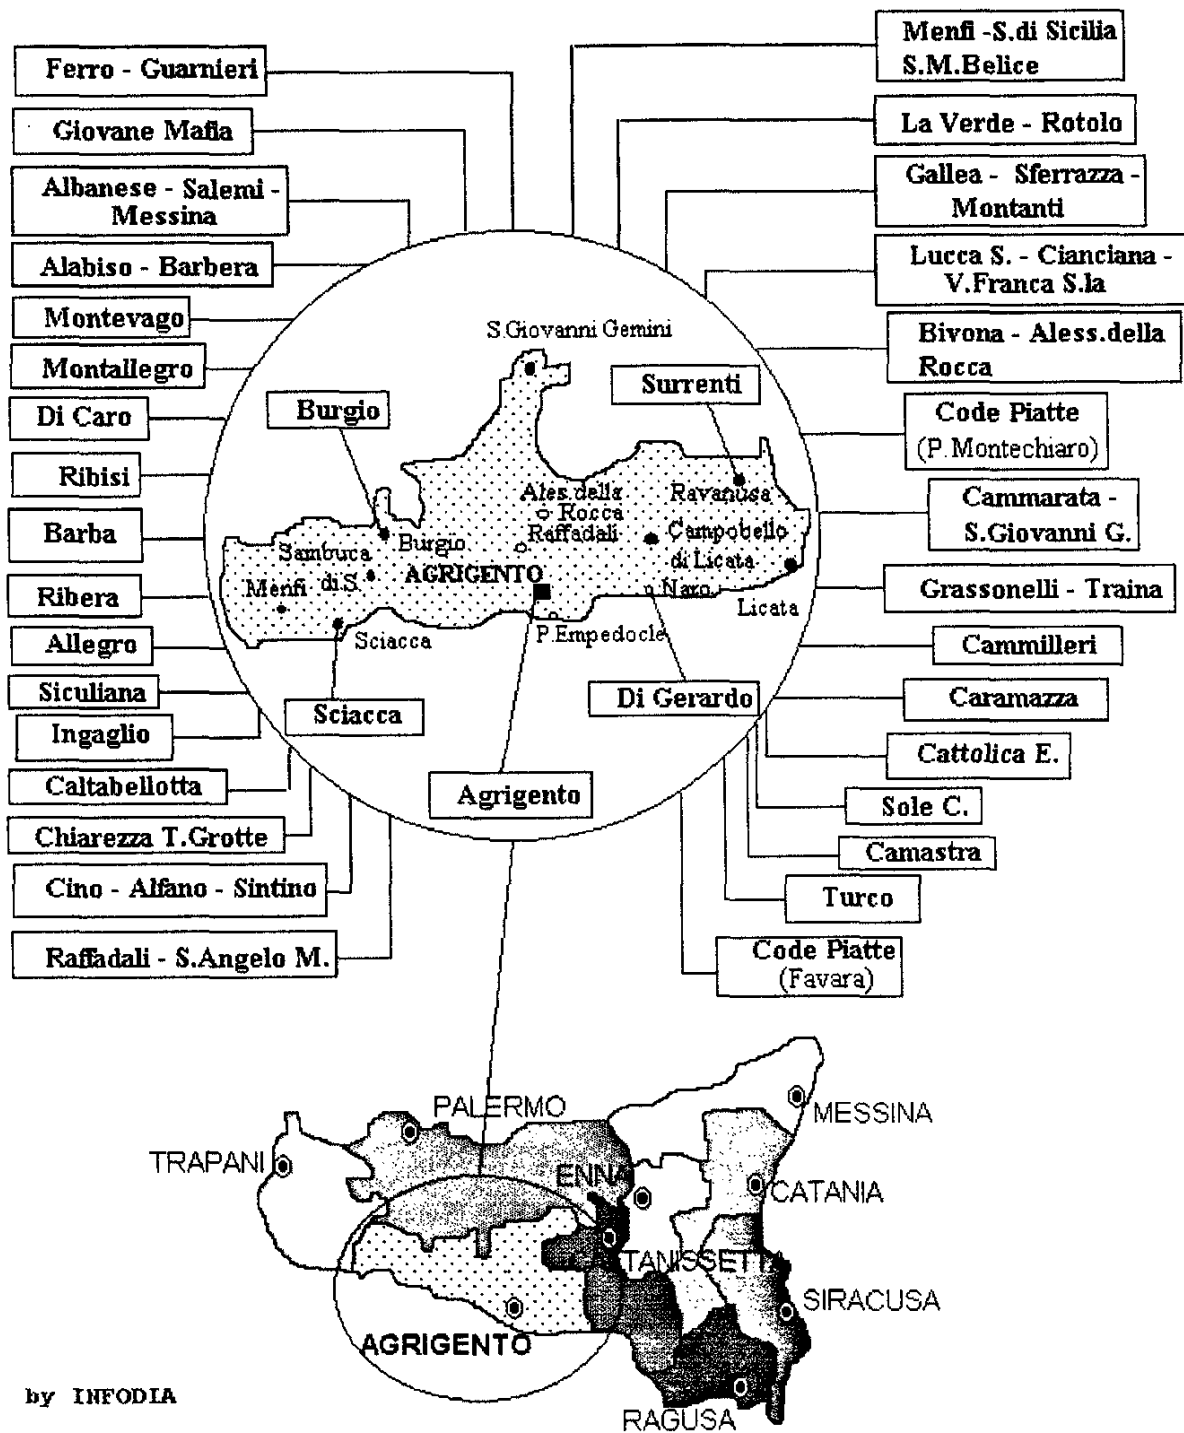 Ferro - Guarnieri
Giovane Mafia
Albanese - Salemi -
Messina
Alabiso - Barbera
Montevago
Montallegro
Di Caro
Ribisi
Barba
Ribera
Allegro
Siculiana
Ingaglio
Caltabellotta
Chiarezza T.Grotte
Cino - Alfano - Sintino
Raffadali - S.Angelo M.
Menfi -S.di Sicilia
S.M.Belice
La Verde - Rotolo
Gallea - Sferrazza -
Montanti
Lucca S. - Cianciana -
V.Franca S.la
Bivona - Aless.della
Rocca
Code Piatte
(P.Montechiaro)
Cammarata -
S.Giovanni G.
Grassonelli - Traina
Cammilleri
Caramazza
Cattolica E.
Sole C.
Camastra
Turco
Code Piatte
(Favara)
S.Giovanni Gemini
Burgio
Surrenti
Ales.della
Rocca
Raffadali
Ravanusa
Campobello
di Licata
Sambuca
di S.
Burgio
AGRIGENTO
Menfi
Naro
Licata
Sciacca
P.Empedocle
Sciacca
Di Gerardo
Agrigento
PALERMO
MESSINA
TRAPANI
ENNA
CATANIA
CALTANISSETTA
SIRACUSA
AGRIGENTO
RAGUSA
by INFODIA